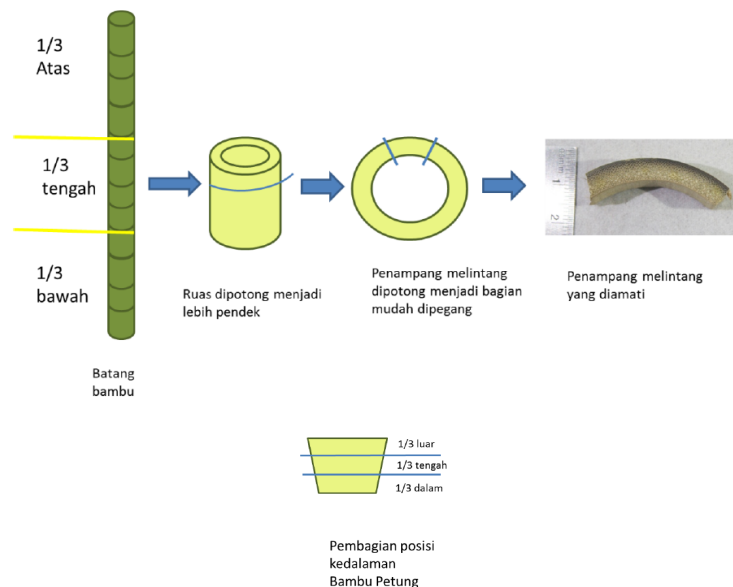 1/3
Atas
1/3
tengah
1/3
bawah
Batang
bambu
Ruas dipotong menjadi
lebih pendek
Penampang melintang
dipotong menjadi bagian
mudah dipegang
1
2
Penampang melintang
yang diamati
1/3 luar
1/3 tengah
1/3 dalam
Pembagian posisi
kedalaman
Bambu Petung